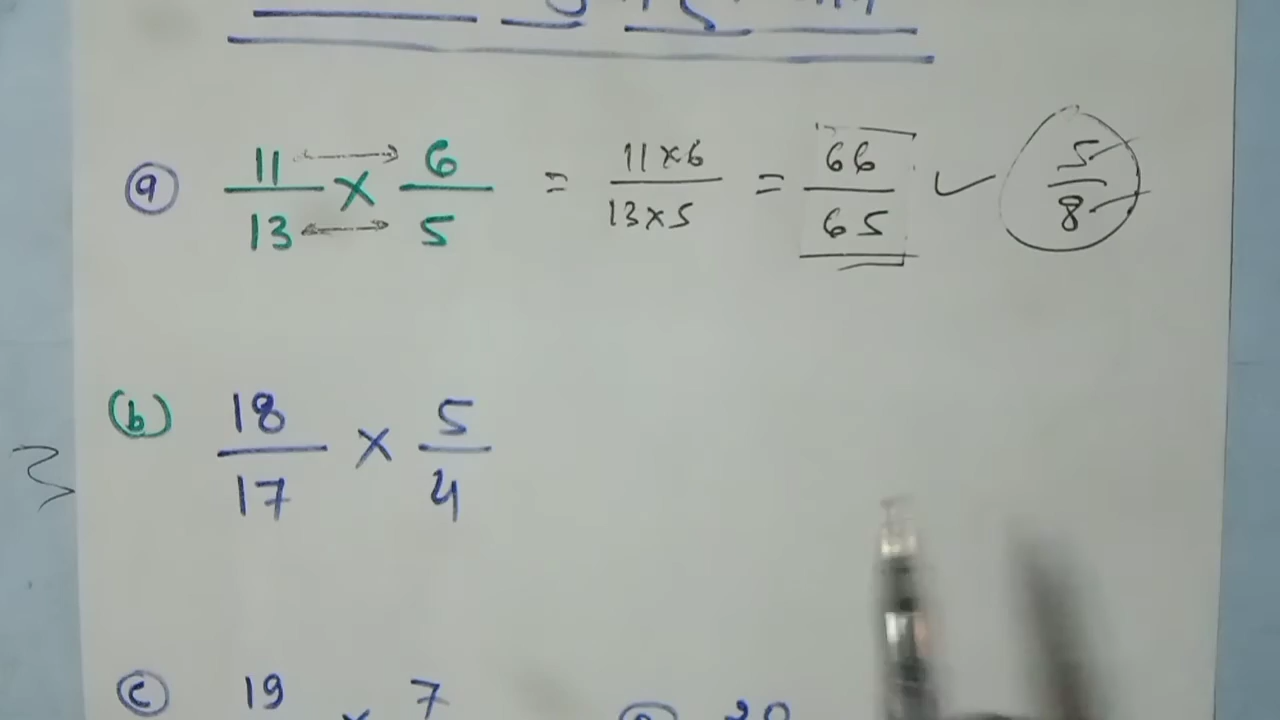 (a) 11/13 × 6/5 = 11×6/13×5 = 66/65 ✓ 5/8
(b) 18/17 × 5/4
(c) 19 × 7